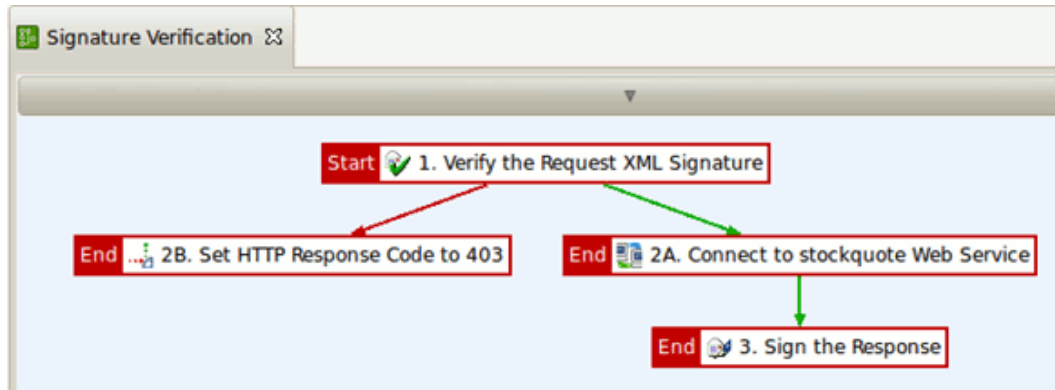 Signature Verification
Start 1. Verify the Request XML Signature
End 2B. Set HTTP Response Code to 403
End 2A. Connect to stockquote Web Service
End 3. Sign the Response